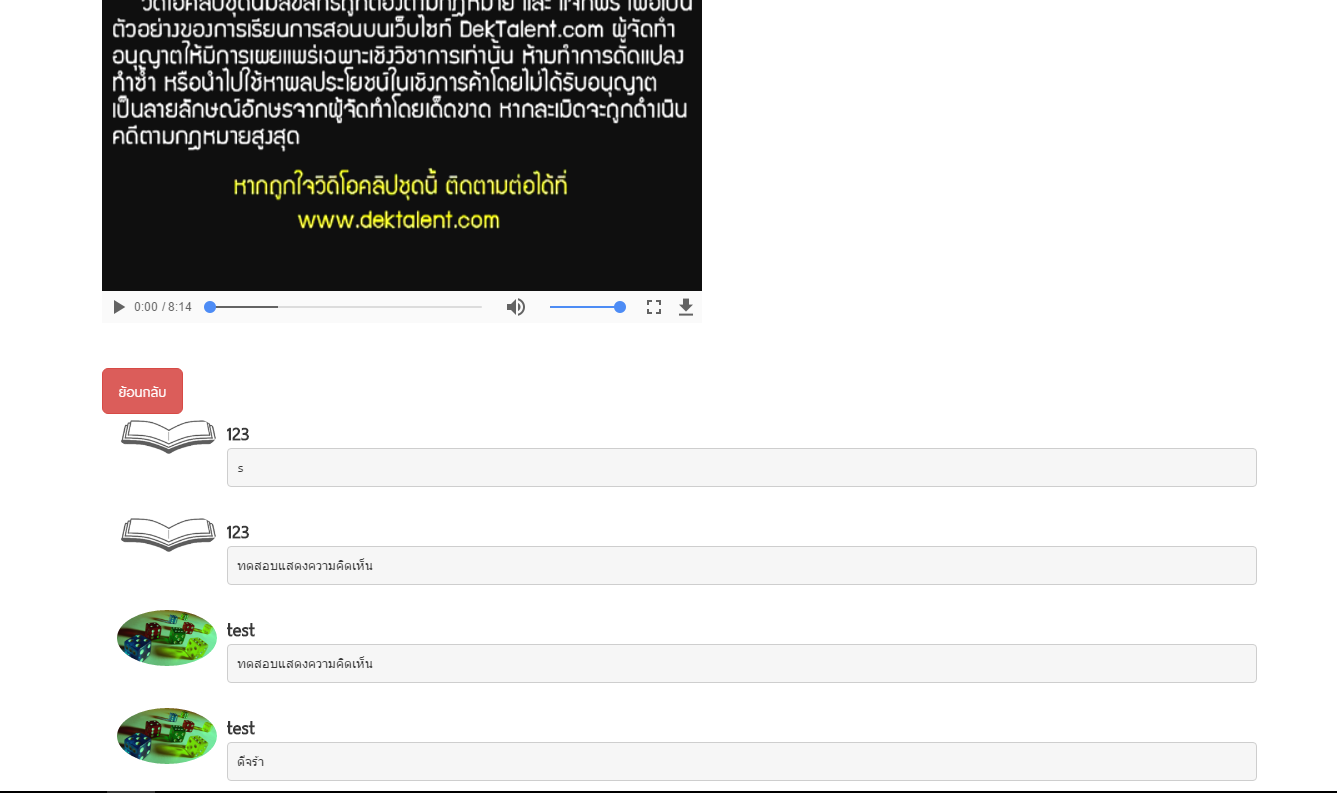 ตัวอย่างของการเรียนการสอนบนเว็บไซท์ DekTalent.com ผู้จัดทำ
อนุญาตให้มีการเผยแพร่เฉพาะเชิงวิชาการเท่านั้น ห้ามทำการดัดแปลง
ทำซ้ำ หรือนำไปใช้หาผลประโยชน์ในเชิงการค้าโดยไม่ได้รับอนุญาต
เป็นลายลักษณ์อักษรจากผู้จัดทำโดยเด็ดขาด หากละเมิดจะถูกดำเนิน
คดีตามกฎหมายสูงสุด
หากถูกใจวิดิโอคลิปชุดนี้ ติดตามต่อได้ที่
www.dektalent.com
0:00 / 8:14
ย้อนกลับ
123
s
123
ทดสอบแสดงความคิดเห็น
test
ทดสอบแสดงความคิดเห็น
test
ดีจร้า